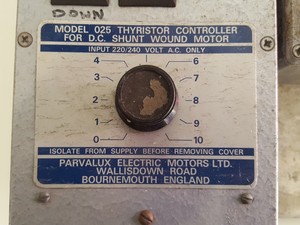 DOWN
MODEL 025 THYRISTOR CONTROLLER
FOR D.C. SHUNT WOUND MOTOR
INPUT 220/240 VOLT A.C. ONLY
4
6
3
7
2
8
1
9
0
10
ISOLATE FROM SUPPLY BEFORE REMOVING COVER
PARVALUX ELECTRIC MOTORS LTD.
WALLISDOWN ROAD
BOURNEMOUTH ENGLAND